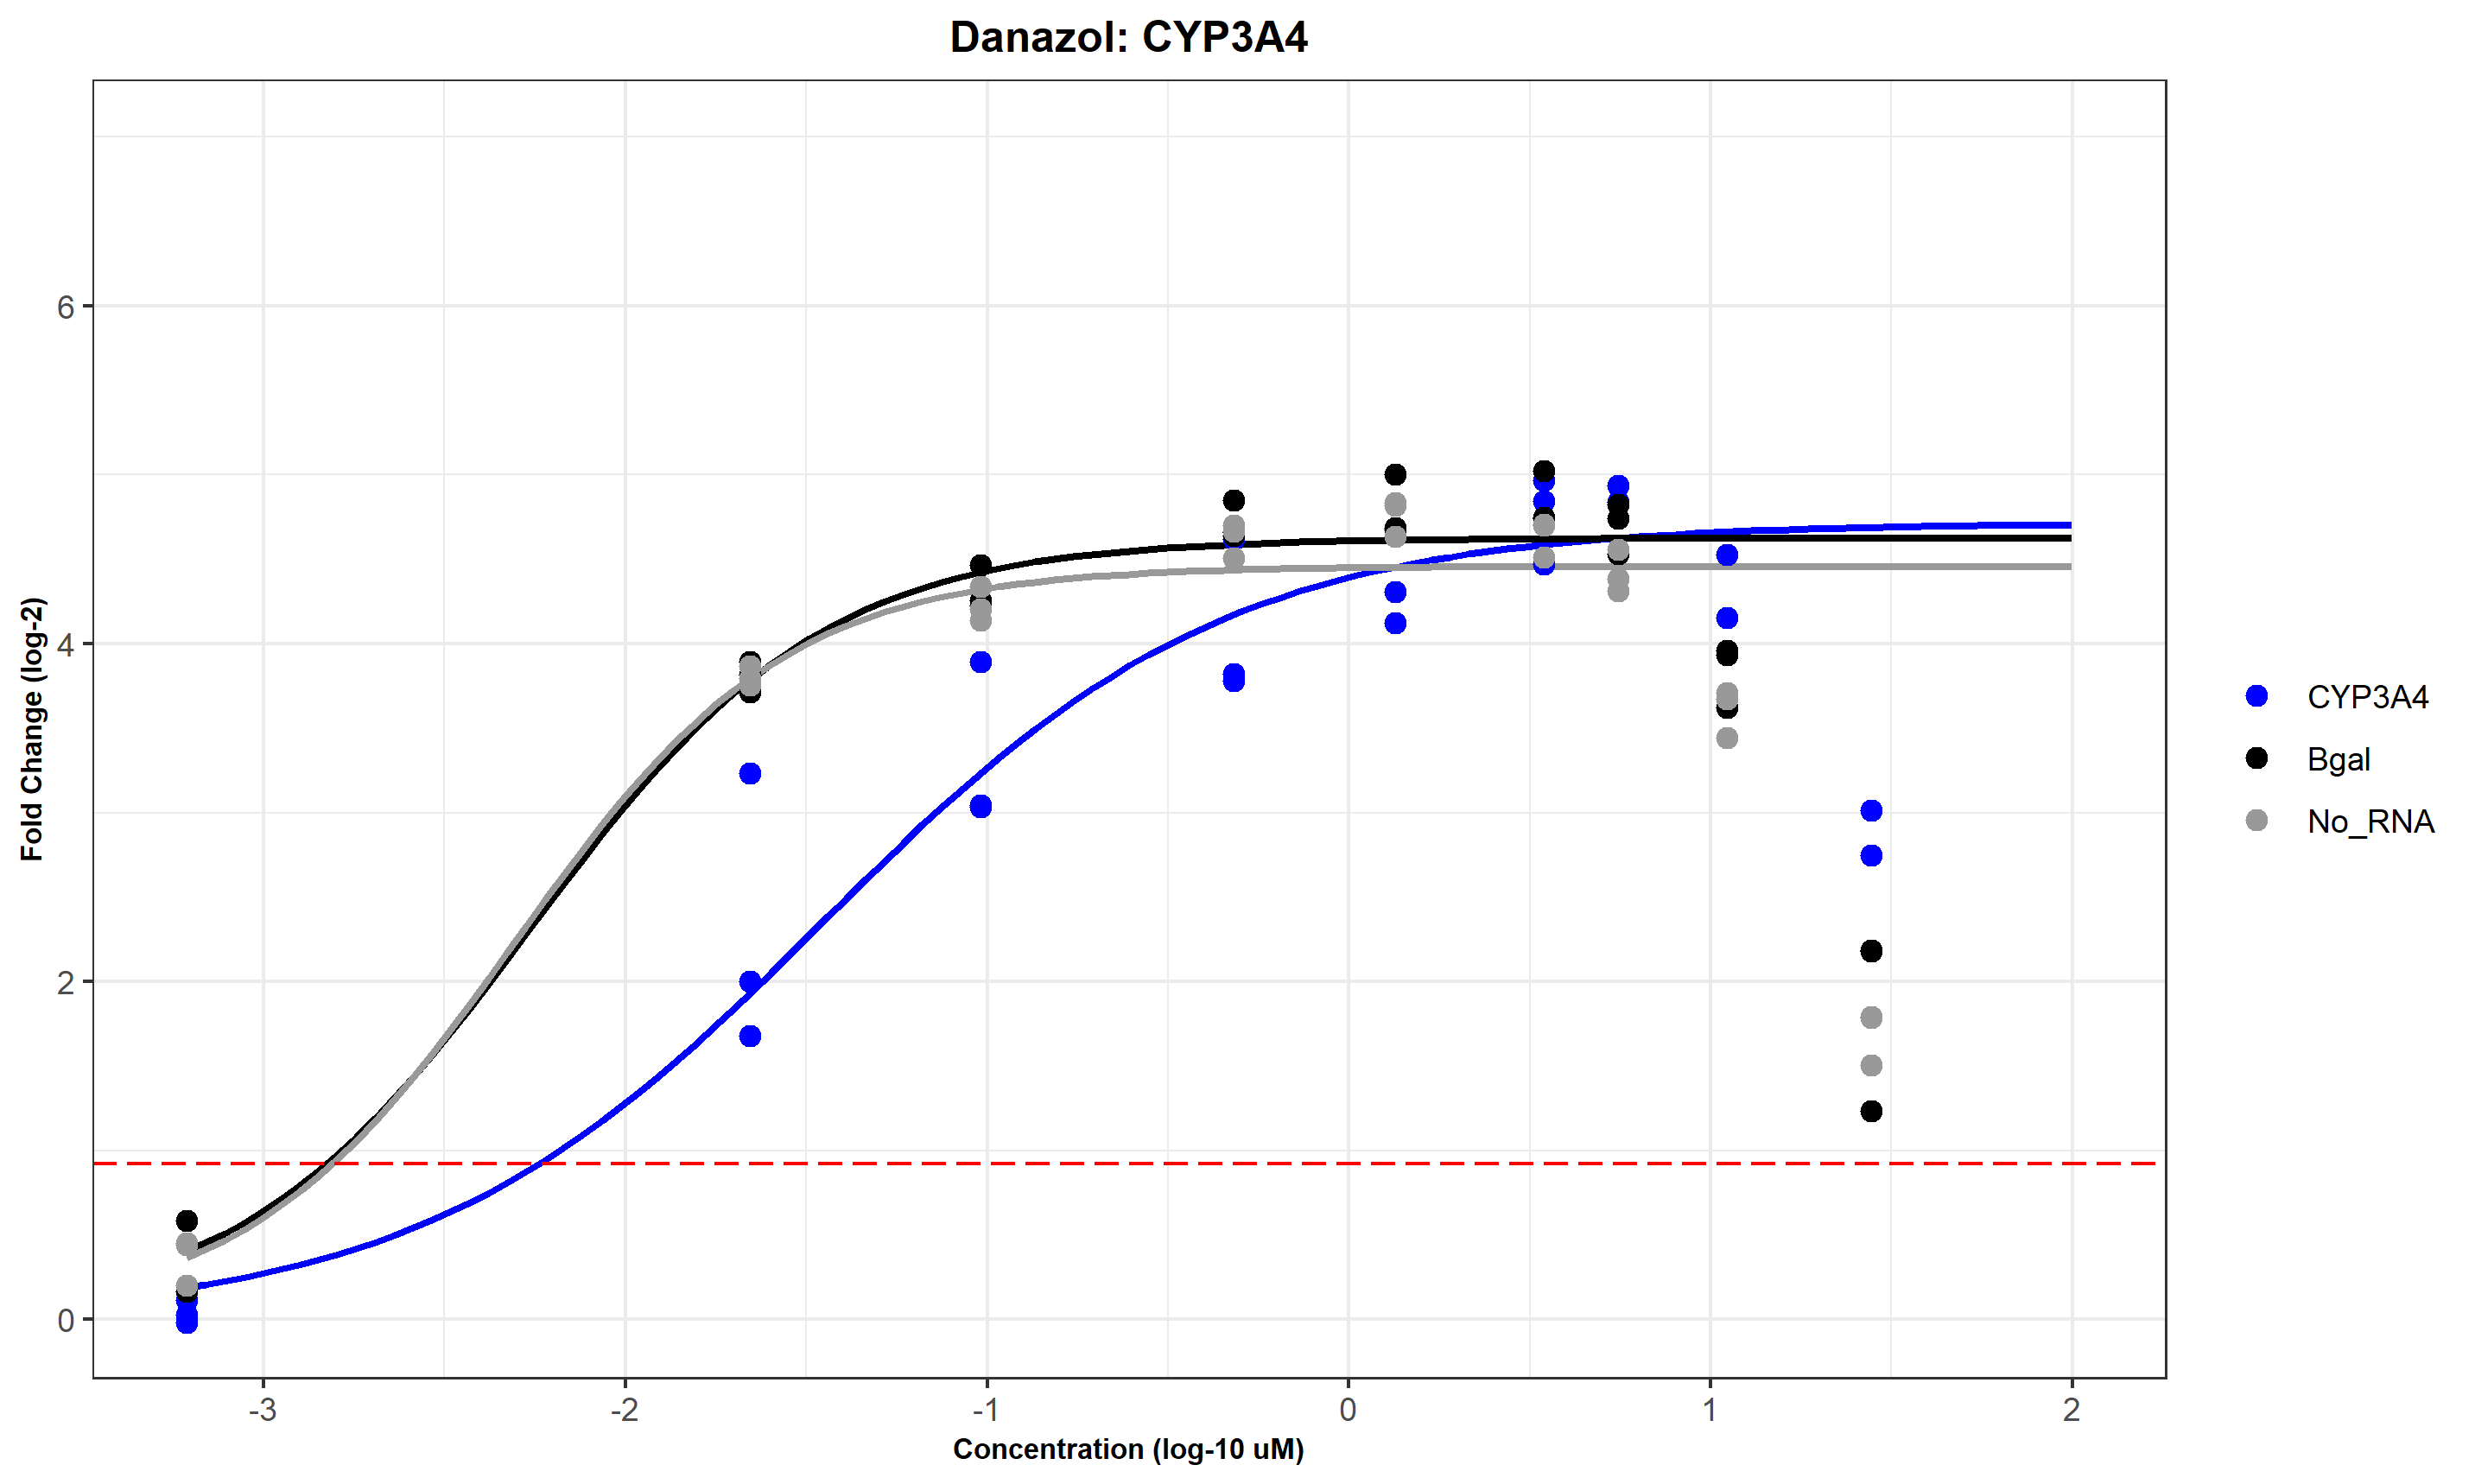 Danazol: CYP3A4
Fold Change (log-2)
6
4
2
0
-3 -2 -1 0 1 2
Concentration (log-10 uM)
CYP3A4
Bgal
No_RNA